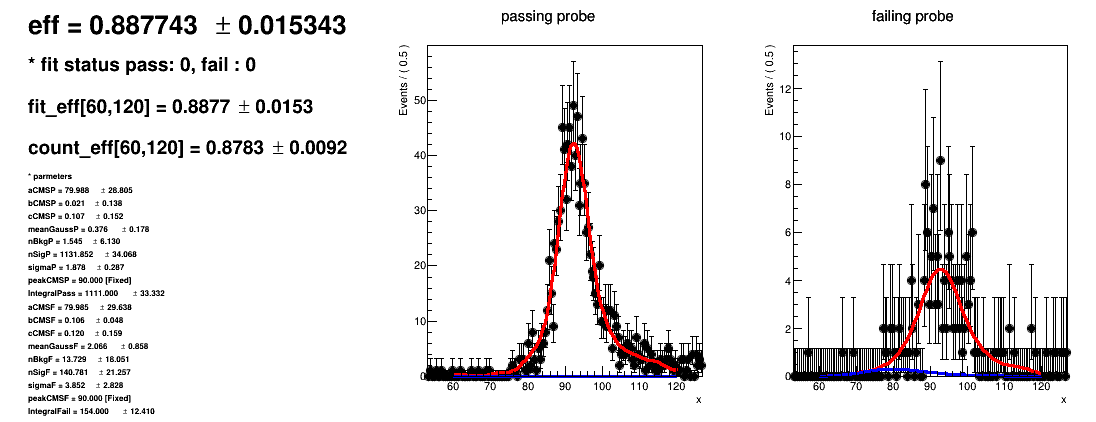 eff = 0.887743 ± 0.015343
* fit status pass: 0, fail : 0
fit_eff[60,120] = 0.8877 ± 0.0153
count_eff[60,120] = 0.8783 ± 0.0092
* parmeters
aCMSP = 79.988 ± 28.805
bCMSP = 0.021 ± 0.138
cCMSP = 0.107 ± 0.152
meanGaussP = 0.376 ± 0.178
nBkgP = 1.545 ± 6.130
nSigP = 1131.852 ± 34.068
sigmaP = 1.878 ± 0.287
peakCMSP = 90.000 [Fixed]
IntegralPass = 1111.000 ± 33.332
aCMSF = 79.985 ± 29.638
bCMSF = 0.106 ± 0.048
cCMSF = 0.120 ± 0.159
meanGaussF = 2.066 ± 0.858
nBkgF = 13.729 ± 18.051
nSigF = 140.781 ± 21.257
sigmaF = 3.852 ± 2.828
peakCMSF = 90.000 [Fixed]
IntegralFail = 154.000 ± 12.410
passing probe
Events / ( 0.5 )
50
40
30
20
10
0
60 70 80 90 100 110 120
x
failing probe
Events / ( 0.5 )
12
10
8
6
4
2
0
60 70 80 90 100 110 120
x